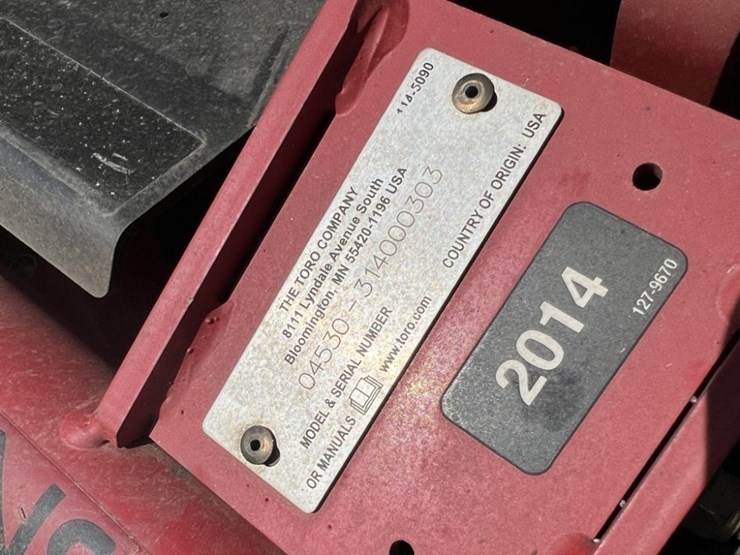 114-5090
THE TORO COMPANY
8111 Lyndale Avenue South
Bloomington, MN 55420-1196 USA
04530-314000303
MODEL & SERIAL NUMBER
OR MANUALS www.toro.com
COUNTRY OF ORIGIN: USA
2014
127-9670